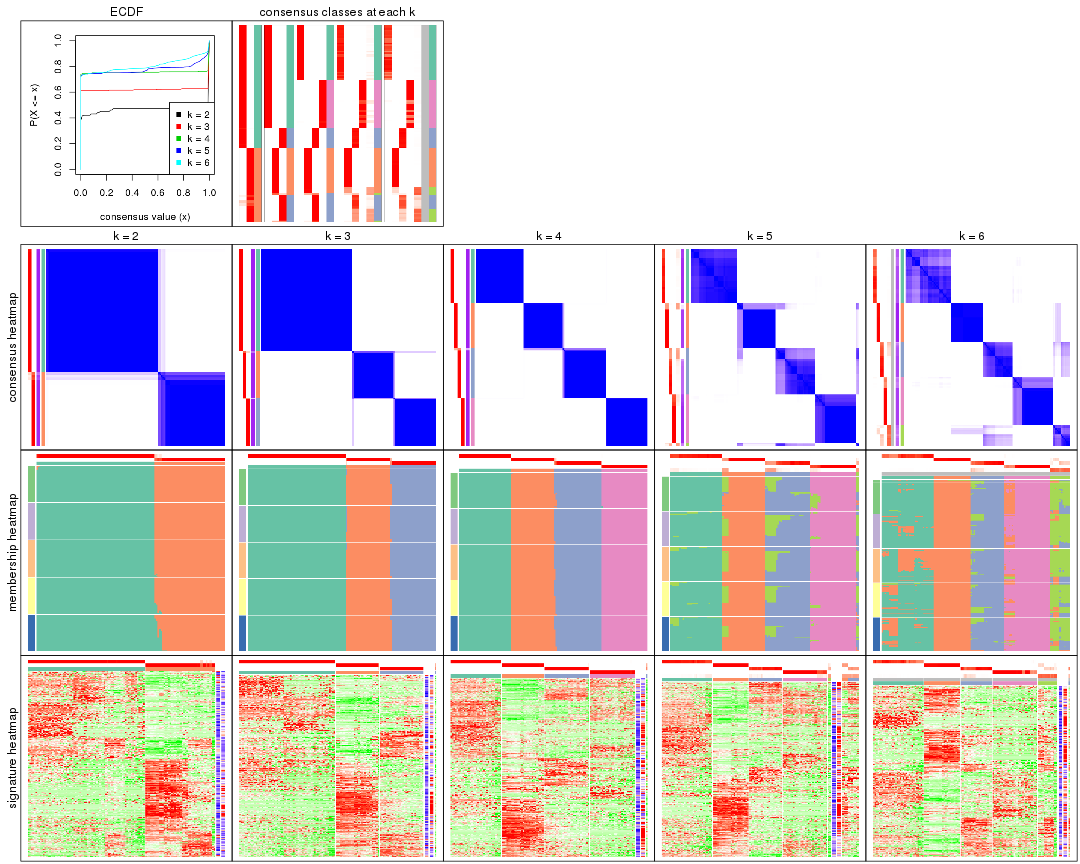 ECDF
consensus classes at each k
P(X <= x)
0.0 0.2 0.4 0.6 0.8 1.0
k = 2
k = 3
k = 4
k = 5
k = 6
0.0 0.2 0.4 0.6 0.8 1.0
consensus value (x)
k = 2
k = 3
k = 4
k = 5
k = 6
consensus heatmap
membership heatmap
signature heatmap